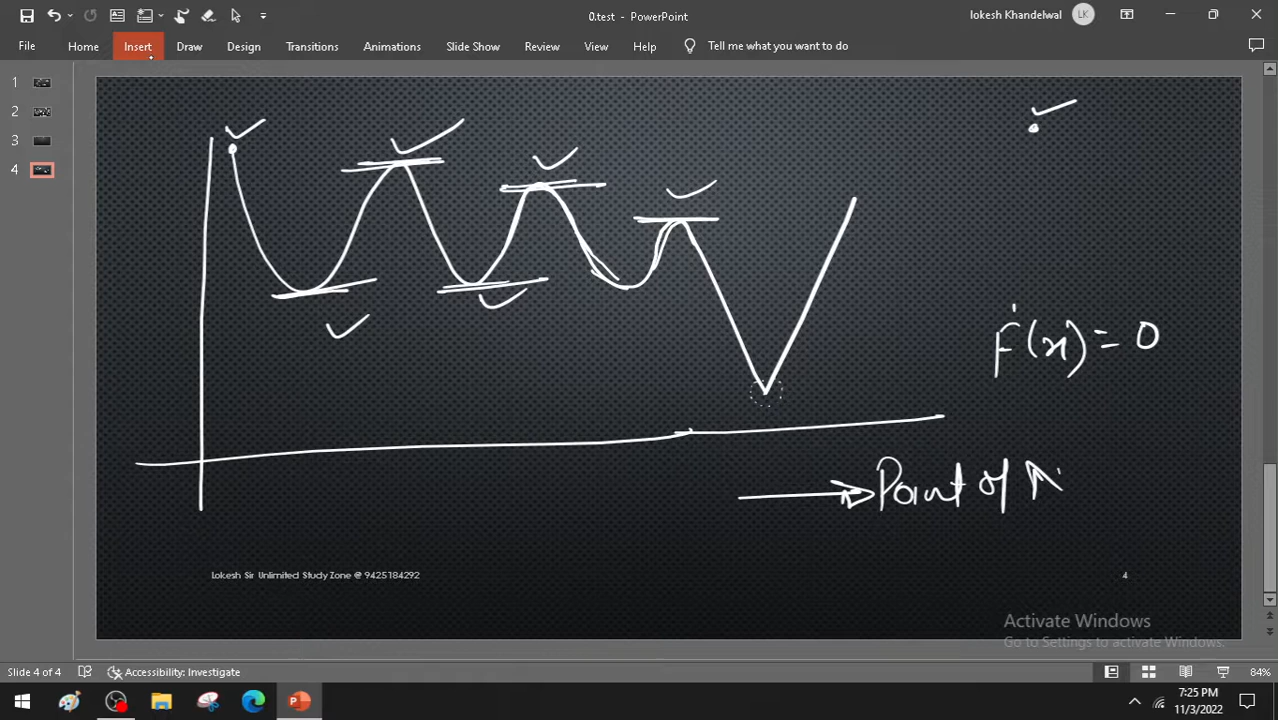 0.test - PowerPoint
lokesh Khandelwal
LK
File
Home
Insert
Draw
Design
Transitions
Animations
Slide Show
Review
View
Help
Tell me what you want to do
1
2
3
4
F'(x) = 0
Point of
Lokesh Sir Unlimited Study Zone @ 9425184292
4
Activate Windows
Go to Settings to activate Windows.
Slide 4 of 4
Accessibility: Investigate
84%
7:25 PM
11/3/2022